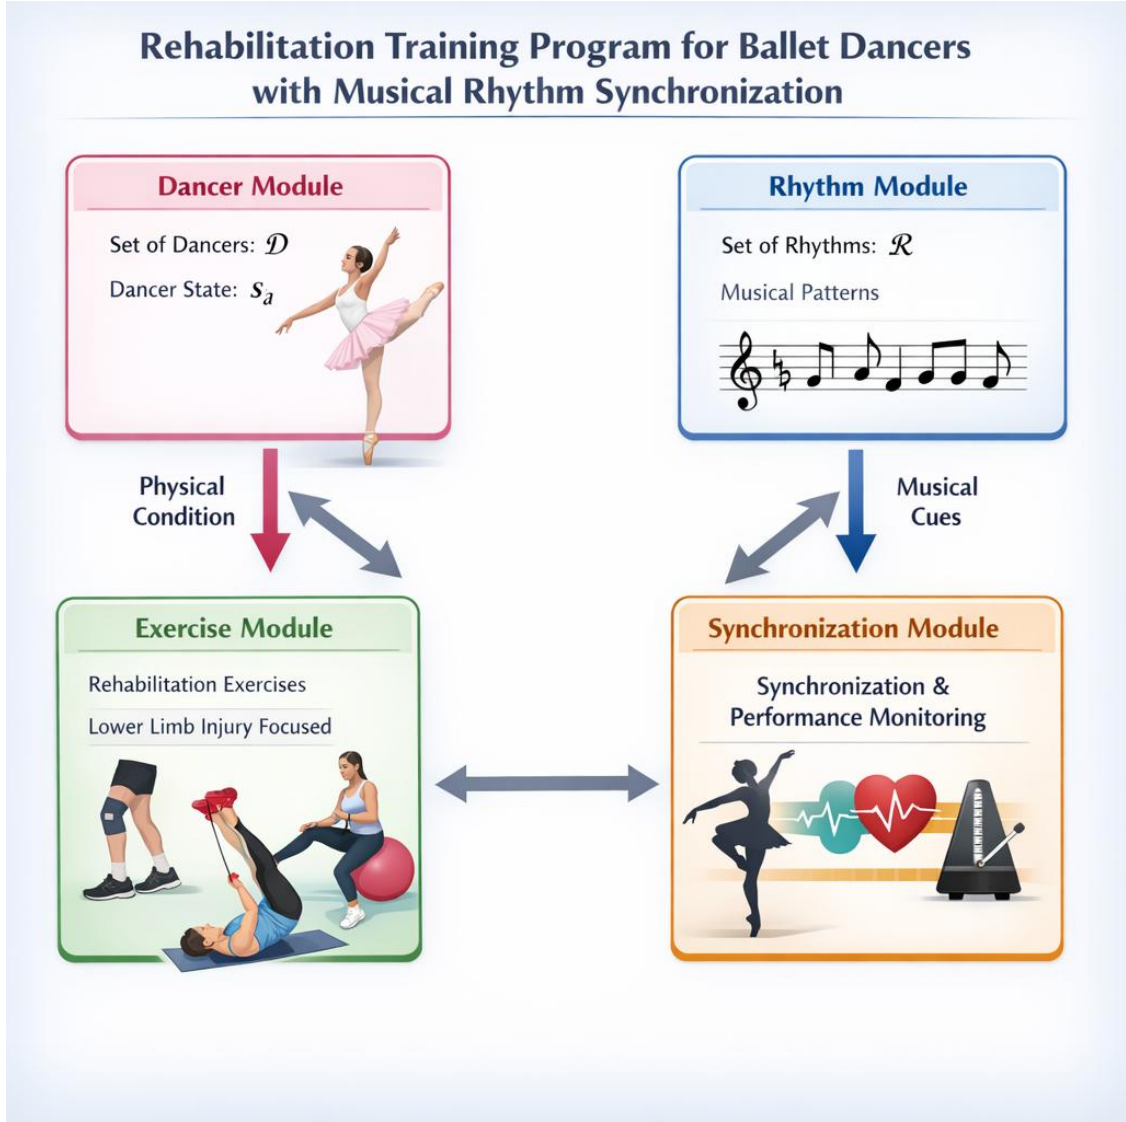 Rehabilitation Training Program for Ballet Dancers
with Musical Rhythm Synchronization
Dancer Module
Set of Dancers: 𝒟
Dancer State: s_a
Rhythm Module
Set of Rhythms: ℛ
Musical Patterns
Physical
Condition
Musical
Cues
Exercise Module
Rehabilitation Exercises
Lower Limb Injury Focused
Synchronization Module
Synchronization &
Performance Monitoring